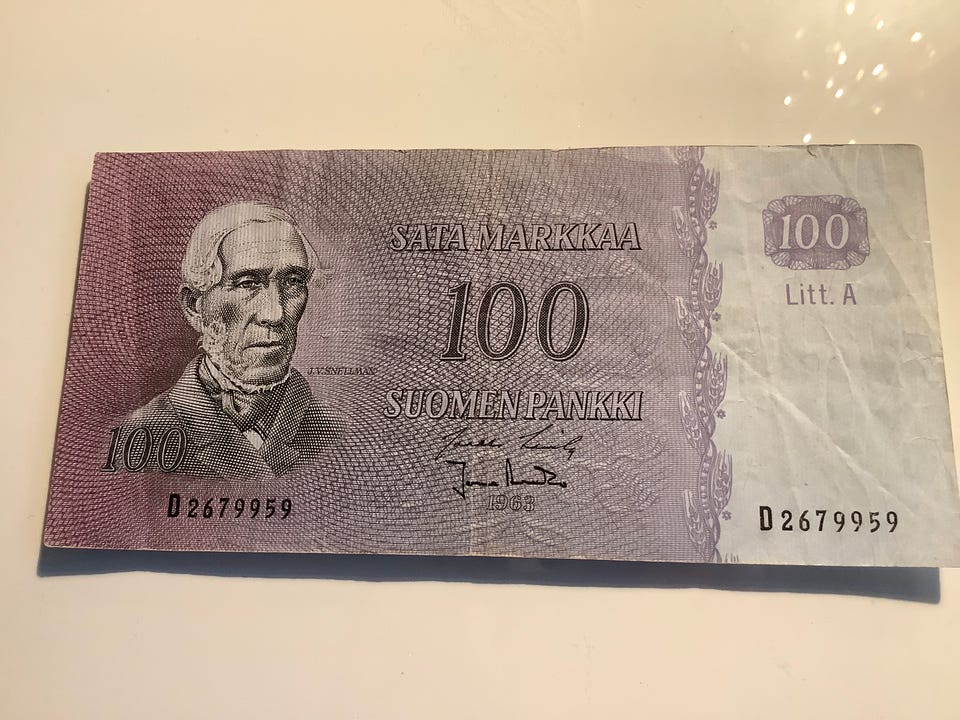 SATA MARKKAA
100
SUOMEN PANKKI
1963
J.V. SNELLMAN
100
D2679959
100
Litt. A
D2679959